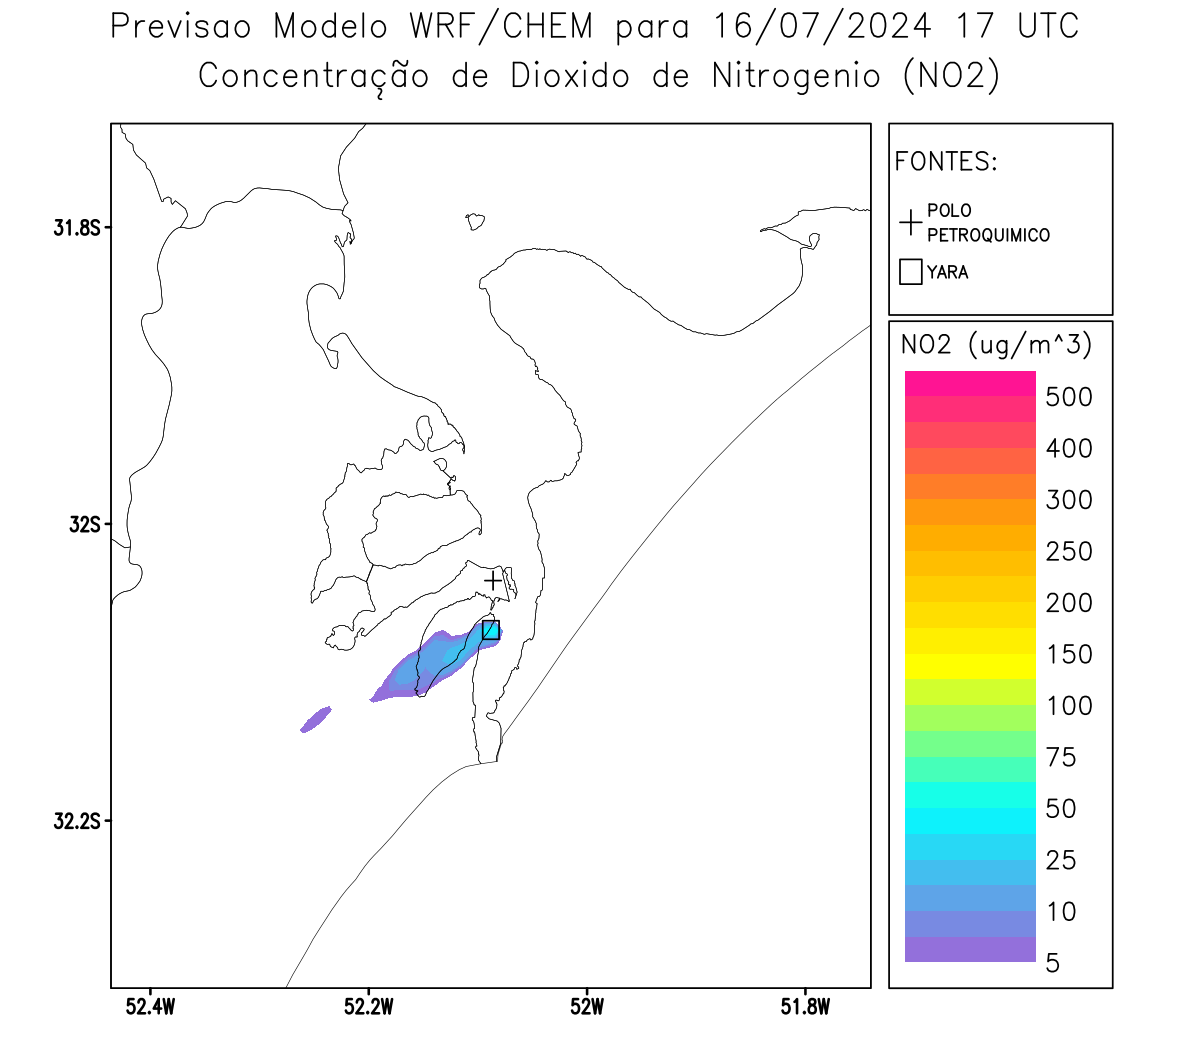 Previsao Modelo WRF/CHEM para 16/07/2024 17 UTC
Concentração de Dioxido de Nitrogenio (NO2)
FONTES:
POLO
PETROQUIMICO
YARA
NO2 (ug/m^3)
500
400
300
250
200
150
100
75
50
25
10
5
31.8S
32S
32.2S
52.4W
52.2W
52W
51.8W